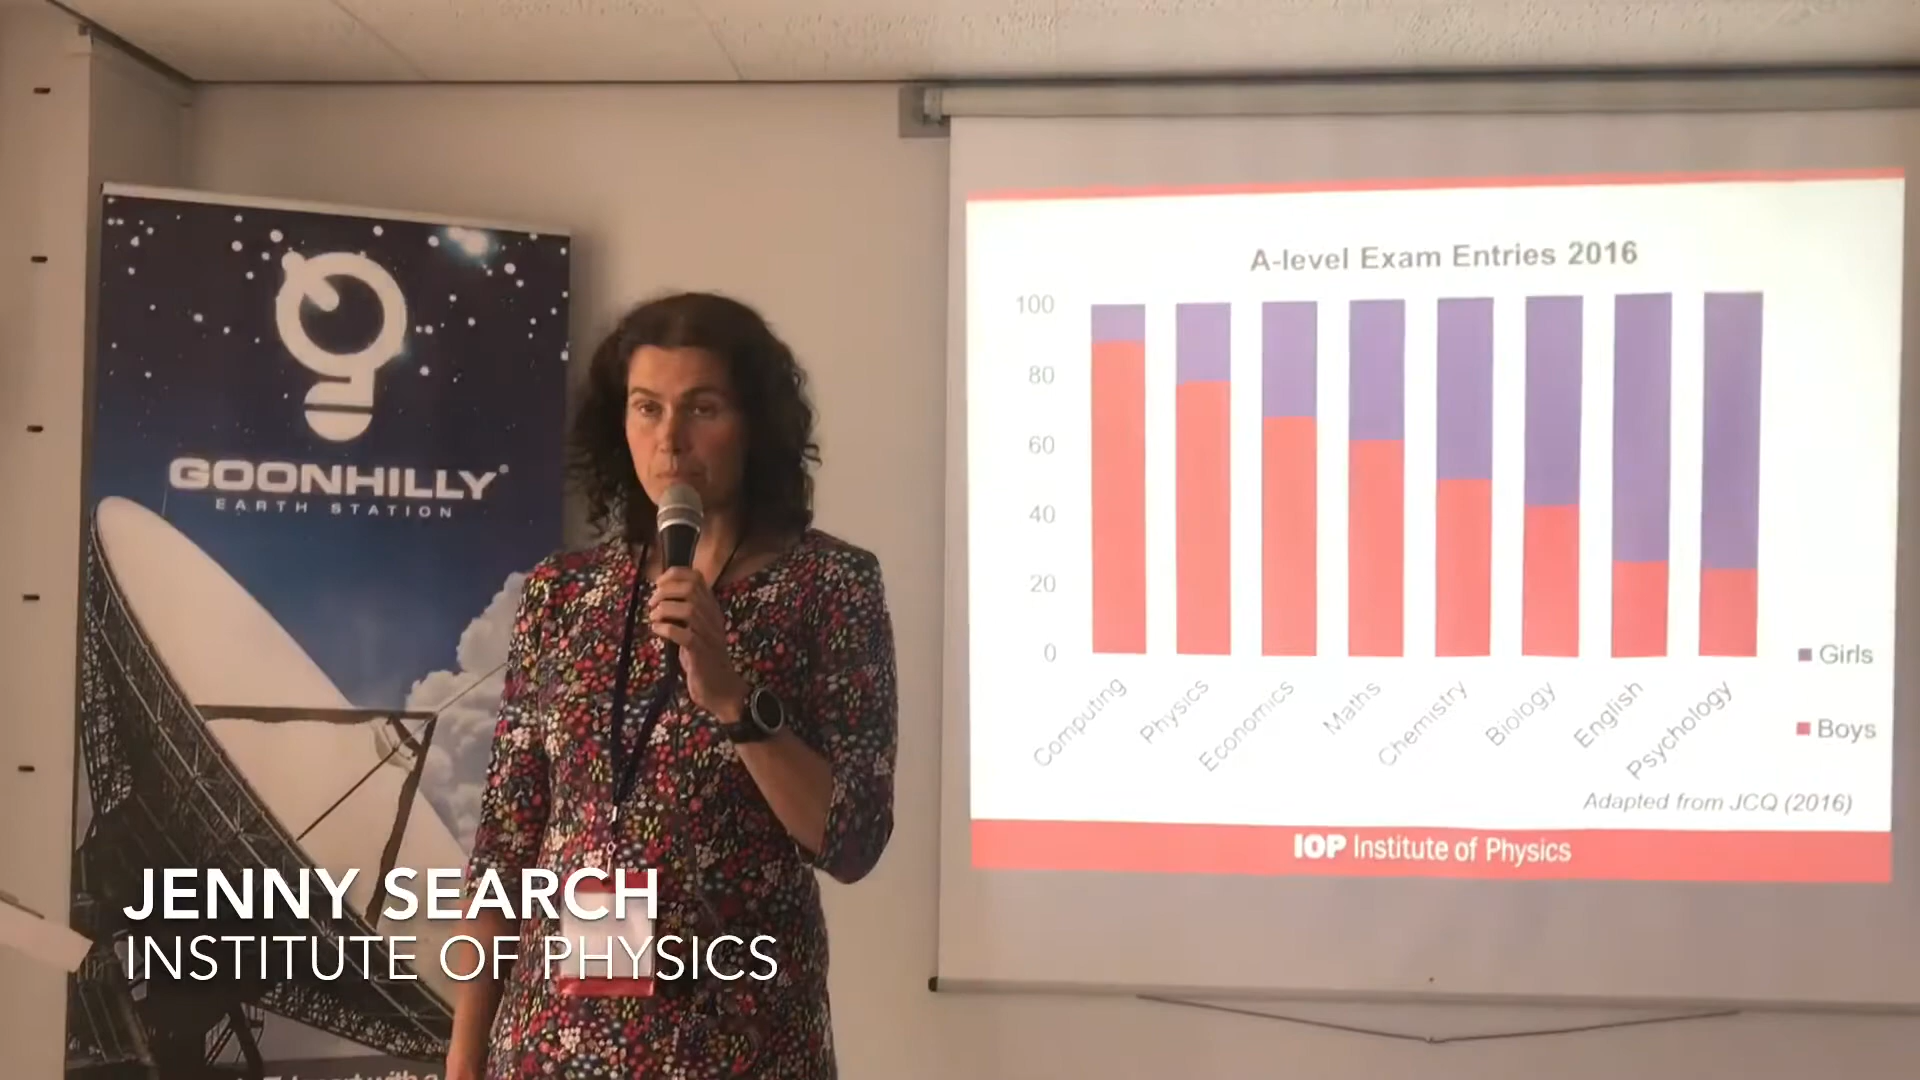 GOONHILLY
EARTH STATION
A-level Exam Entries 2016
100
80
60
40
20
0
Computing
Physics
Economics
Maths
Chemistry
Biology
English
Psychology
Girls
Boys
Adapted from JCQ (2016)
IOP Institute of Physics
JENNY SEARCH
INSTITUTE OF PHYSICS